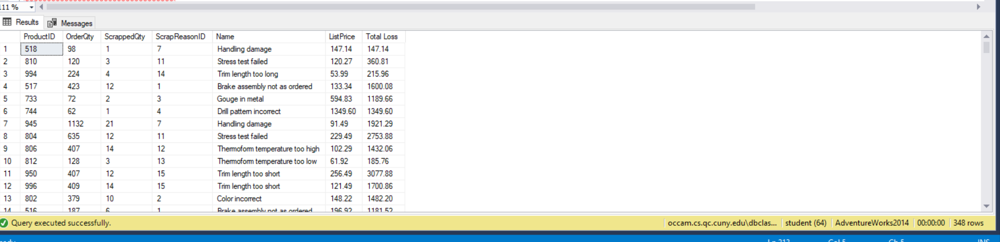 111 %
Results Messages
ProductID OrderQty ScrappedQty ScrapReasonID Name ListPrice Total Loss
1 518 98 1 7 Handling damage 147.14 147.14
2 810 120 3 11 Stress test failed 120.27 360.81
3 994 224 4 14 Trim length too long 53.99 215.96
4 517 423 12 1 Brake assembly not as ordered 133.34 1600.08
5 733 72 2 3 Gouge in metal 594.83 1189.66
6 744 62 1 4 Drill pattern incorrect 1349.60 1349.60
7 945 1132 21 7 Handling damage 91.49 1921.29
8 804 635 12 11 Stress test failed 229.49 2753.88
9 806 407 14 12 Thermoform temperature too high 102.29 1432.06
10 812 128 3 13 Thermoform temperature too low 61.92 185.76
11 950 407 12 15 Trim length too short 256.49 3077.88
12 996 409 14 15 Trim length too short 121.49 1700.86
13 802 379 10 2 Color incorrect 148.22 1482.20
14 516 187 6 1 Brake assembly not as ordered 196.92 1181.52
Query executed successfully. occam.cs.qc.cuny.edu\dbclas... student (64) AdventureWorks2014 00:00:00 348 rows
Ln 313 Col 5 Ch 5 INS